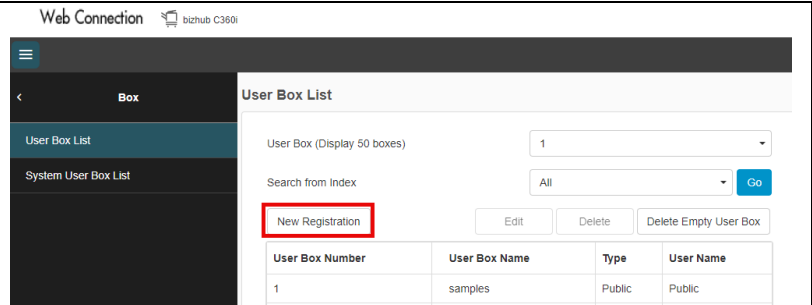 Web Connection bizhub C360i
Box
User Box List
System User Box List
User Box List
User Box (Display 50 boxes) 1
Search from Index All Go
New Registration Edit Delete Delete Empty User Box
User Box Number User Box Name Type User Name
1 samples Public Public